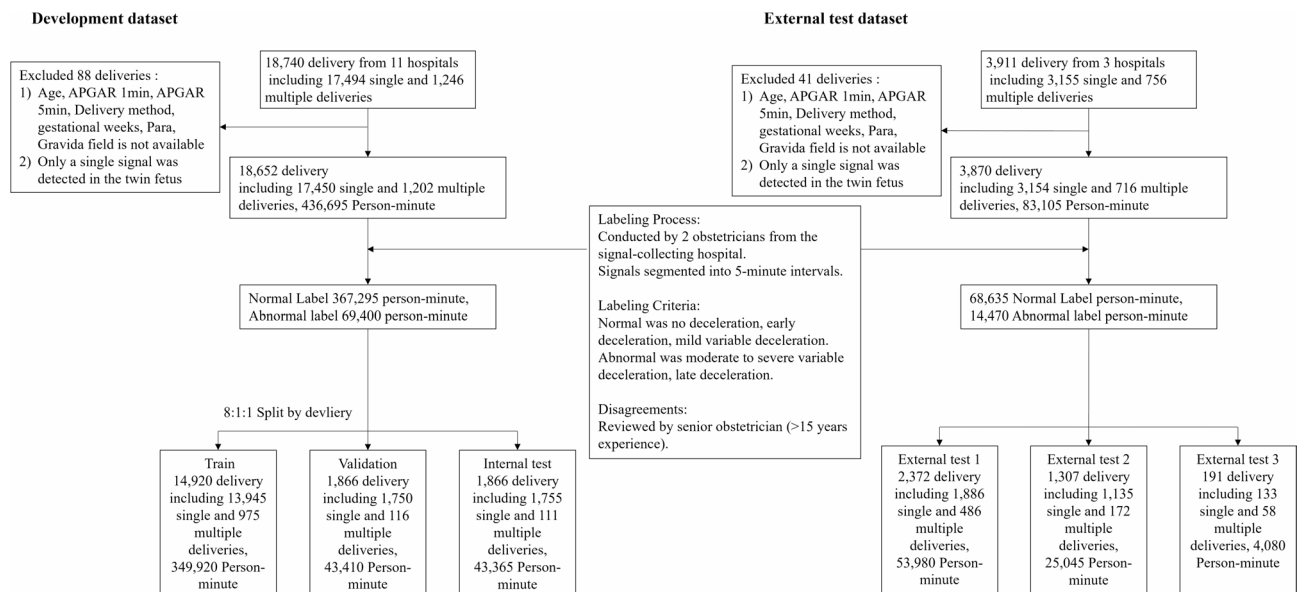 Development dataset
External test dataset
18,740 delivery from 11 hospitals
including 17,494 single and 1,246
multiple deliveries
Excluded 88 deliveries :
1) Age, APGAR 1min, APGAR
5min, Delivery method,
gestational weeks, Para,
Gravida field is not available
2) Only a single signal was
detected in the twin fetus
18,652 delivery
including 17,450 single and 1,202 multiple
deliveries, 436,695 Person-minute
3,911 delivery from 3 hospitals
including 3,155 single and 756
multiple deliveries
Excluded 41 deliveries :
1) Age, APGAR 1min, APGAR
5min, Delivery method,
gestational weeks, Para,
Gravida field is not available
2) Only a single signal was
detected in the twin fetus
3,870 delivery
including 3,154 single and 716 multiple
deliveries, 83,105 Person-minute
Labeling Process:
Conducted by 2 obstetricians from the
signal-collecting hospital.
Signals segmented into 5-minute intervals.
Labeling Criteria:
Normal was no deceleration, early
deceleration, mild variable deceleration.
Abnormal was moderate to severe variable
deceleration, late deceleration.
Disagreements:
Reviewed by senior obstetrician (>15 years
experience).
Normal Label 367,295 person-minute,
Abnormal label 69,400 person-minute
68,635 Normal Label person-minute,
14,470 Abnormal label person-minute
8:1:1 Split by devliery
Train
14,920 delivery
including 13,945
single and 975
multiple
deliveries,
349,920 Person-
minute
Validation
1,866 delivery
including 1,750
single and 116
multiple
deliveries,
43,410 Person-
minute
Internal test
1,866 delivery
including 1,755
single and 111
multiple
deliveries,
43,365 Person-
minute
External test 1
2,372 delivery
including 1,886
single and 486
multiple
deliveries,
53,980 Person-
minute
External test 2
1,307 delivery
including 1,135
single and 172
multiple
deliveries,
25,045 Person-
minute
External test 3
191 delivery
including 133
single and 58
multiple
deliveries, 4,080
Person-minute